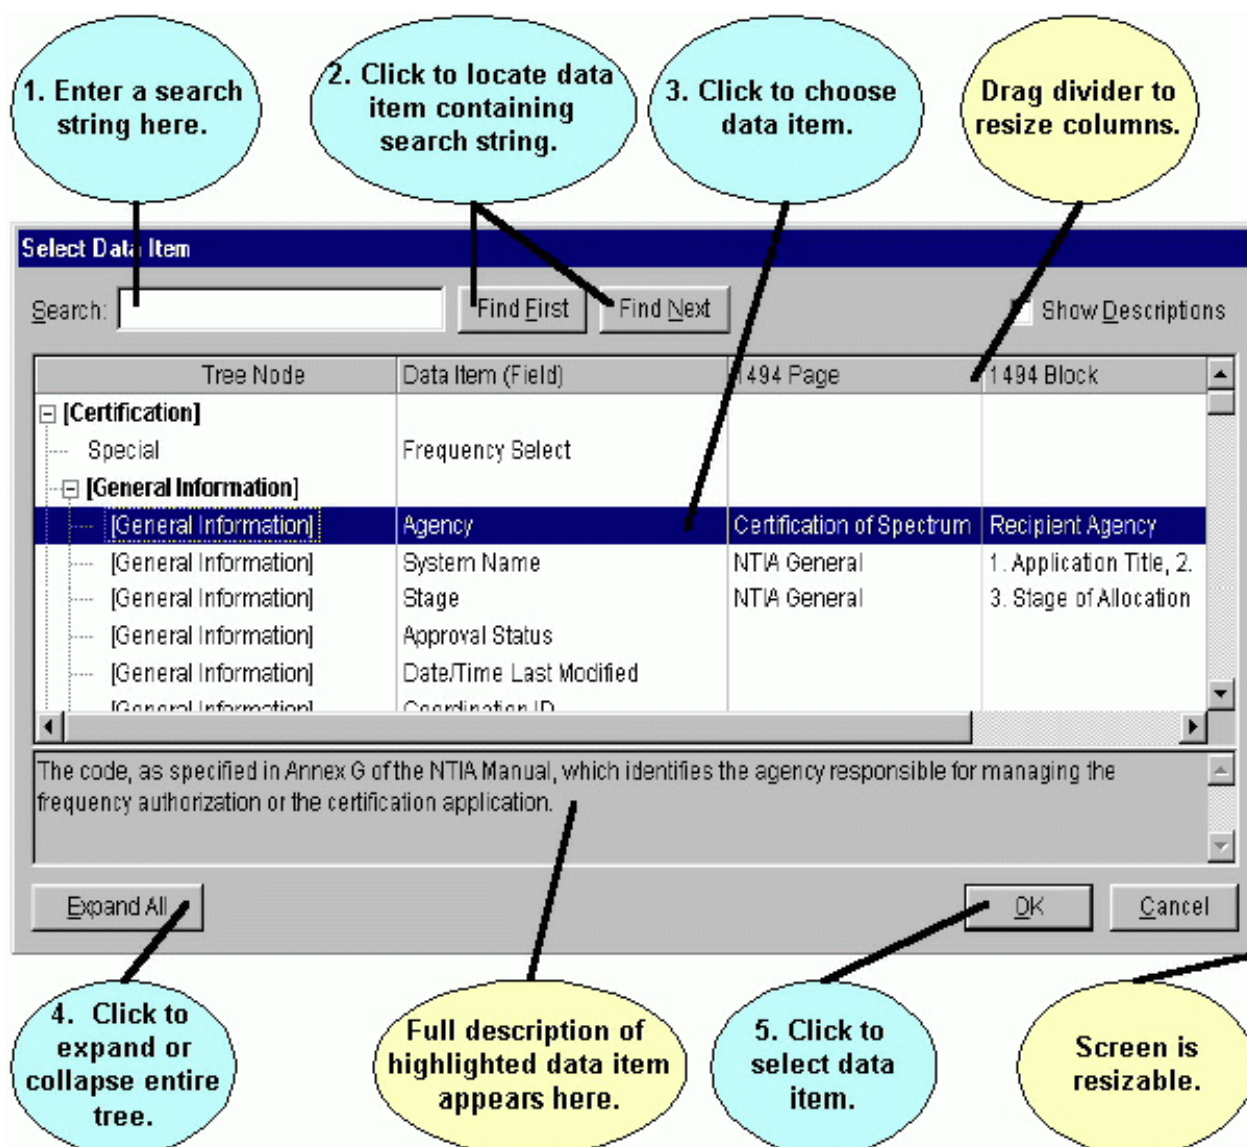 1. Enter a search
string here.
2. Click to locate data
item containing
search string.
3. Click to choose
data item.
Drag divider to
resize columns.
Select Data Item
Search:
Find First
Find Next
Show Descriptions
Tree Node
Data Item (Field)
1494 Page
1494 Block
[Certification]
Special
Frequency Select
[General Information]
[General Information]
Agency
Certification of Spectrum
Recipient Agency
[General Information]
System Name
NTIA General
1. Application Title, 2.
[General Information]
Stage
NTIA General
3. Stage of Allocation
[General Information]
Approval Status
[General Information]
Date/Time Last Modified
[General Information]
Coordination ID
The code, as specified in Annex G of the NTIA Manual, which identifies the agency responsible for managing the
frequency authorization or the certification application.
Expand All
OK
Cancel
4. Click to
expand or
collapse entire
tree.
Full description of
highlighted data item
appears here.
5. Click to
select data
item.
Screen is
resizable.